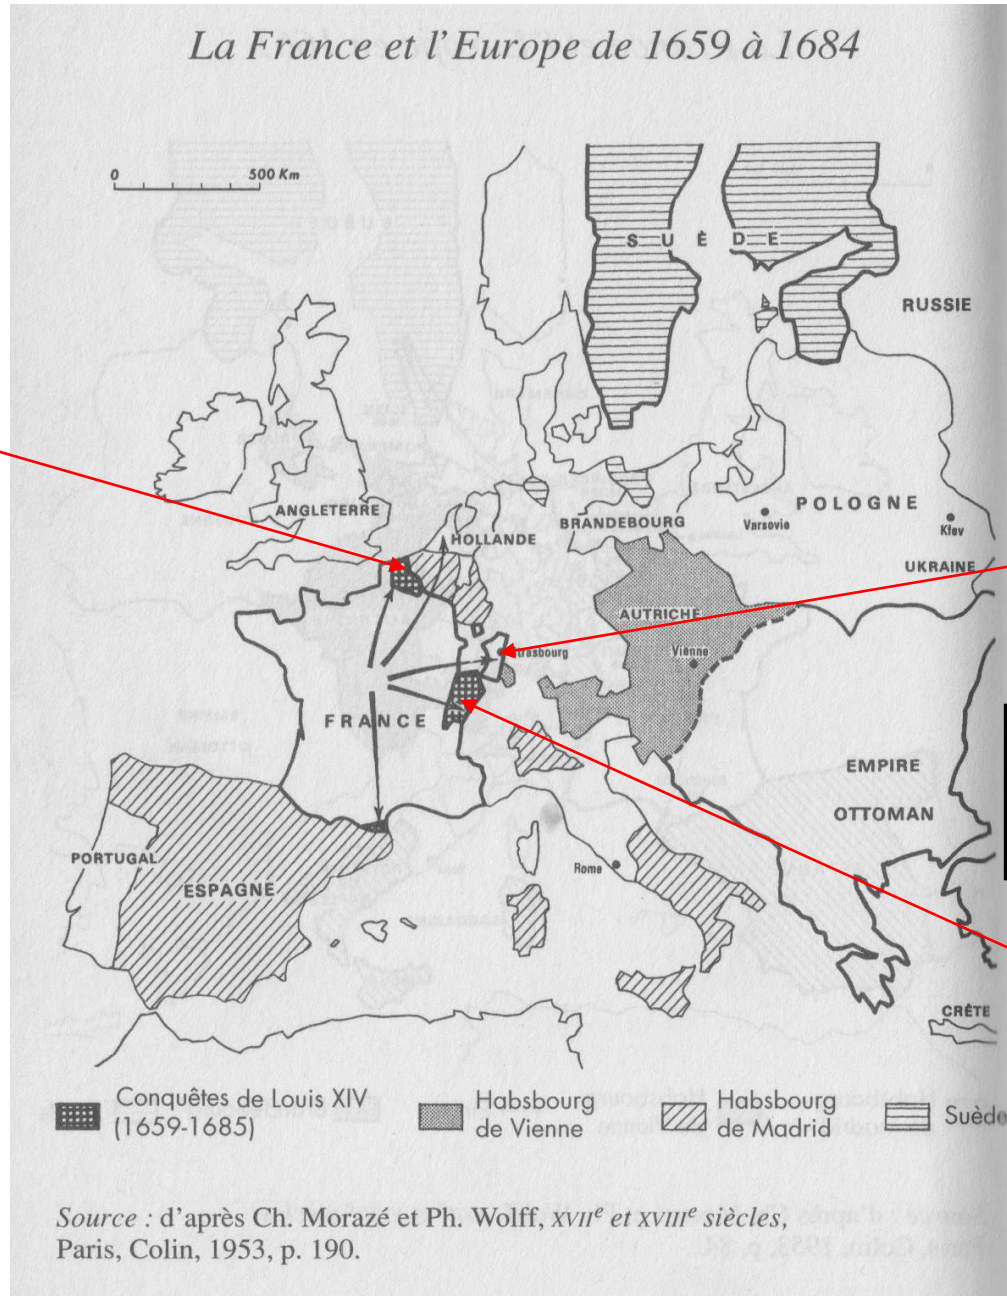 La France et l'Europe de 1659 à 1684
0 500 Km
SUÈDE
RUSSIE
ANGLETERRE
HOLLANDE
BRANDEBOURG
Varsovie
POLOGNE
Kiev
UKRAINE
AUTRICHE
Strasbourg
Vienne
FRANCE
EMPIRE
OTTOMAN
PORTUGAL
ESPAGNE
Rome
CRÈTE
Conquêtes de Louis XIV
(1659-1685)
Habsbourg
de Vienne
Habsbourg
de Madrid
Suède
Source : d'après Ch. Morazé et Ph. Wolff, XVIIe et XVIIIe siècles,
Paris, Colin, 1953, p. 190.